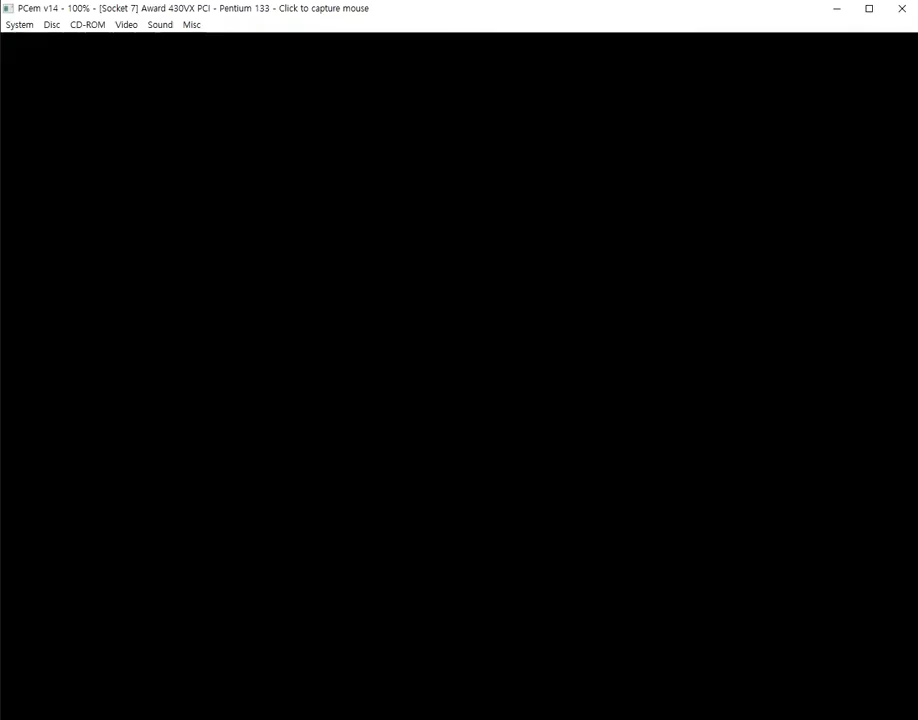 PCem v14 - 100% - [Socket 7] Award 430VX PCI - Pentium 133 - Click to capture mouse
System Disc CD-ROM Video Sound Misc